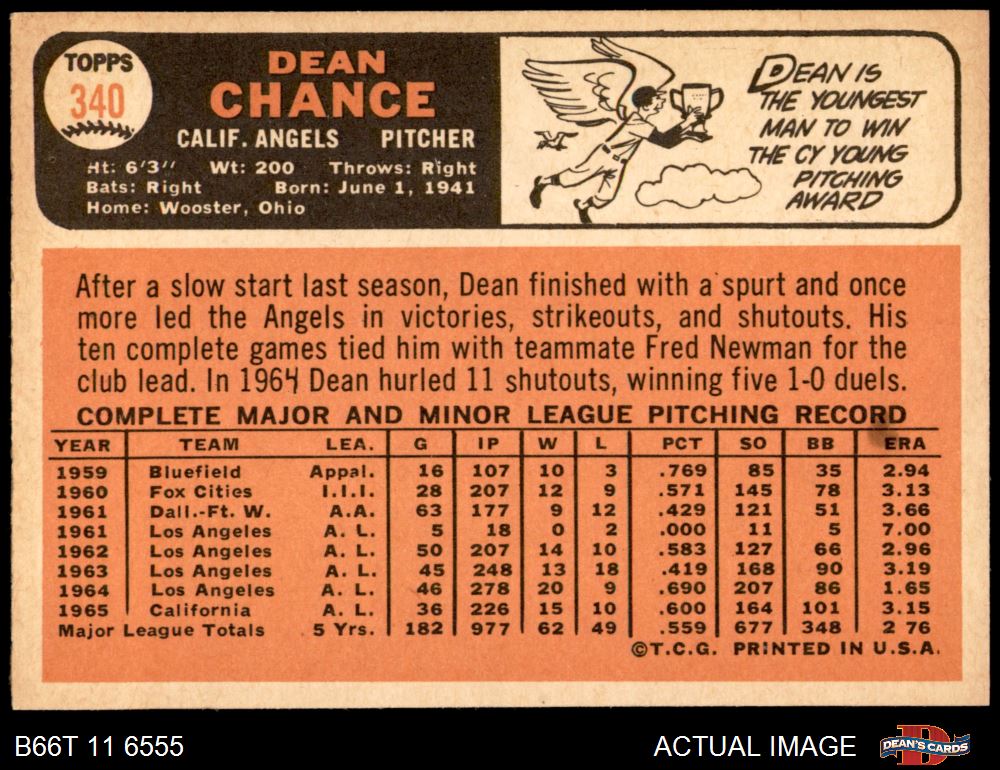 TOPPS
340
DEAN
CHANCE
CALIF. ANGELS PITCHER
Ht: 6'3'' Wt: 200 Throws: Right
Bats: Right Born: June 1, 1941
Home: Wooster, Ohio
DEAN IS
THE YOUNGEST
MAN TO WIN
THE CY YOUNG
PITCHING
AWARD
After a slow start last season, Dean finished with a spurt and once
more led the Angels in victories, strikeouts, and shutouts. His
ten complete games tied him with teammate Fred Newman for the
club lead. In 1964 Dean hurled 11 shutouts, winning five 1-0 duels.
COMPLETE MAJOR AND MINOR LEAGUE PITCHING RECORD
YEAR TEAM LEA. G IP W L PCT SO BB ERA
1959 Bluefield Appal. 16 107 10 3 .769 85 35 2.94
1960 Fox Cities I.I.I. 28 207 12 9 .571 145 78 3.13
1961 Dall.-Ft. W. A.A. 63 177 9 12 .429 121 51 3.66
1961 Los Angeles A. L. 5 18 0 2 .000 11 5 7.00
1962 Los Angeles A. L. 50 207 14 10 .583 127 66 2.96
1963 Los Angeles A. L. 45 248 13 18 .419 168 90 3.19
1964 Los Angeles A. L. 46 278 20 9 .690 207 86 1.65
1965 California A. L. 36 226 15 10 .600 164 101 3.15
Major League Totals 5 Yrs. 182 977 62 49 .559 677 348 2 76
©T.C.G. PRINTED IN U.S.A.
B66T 11 6555
ACTUAL IMAGE
DEAN'S CARDS